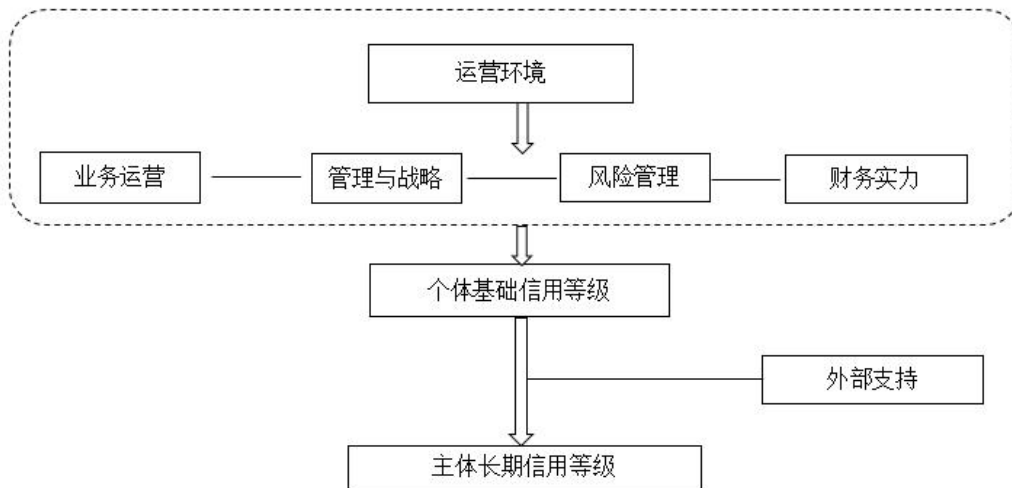 运营环境
业务运营
管理与战略
风险管理
财务实力
个体基础信用等级
外部支持
主体长期信用等级